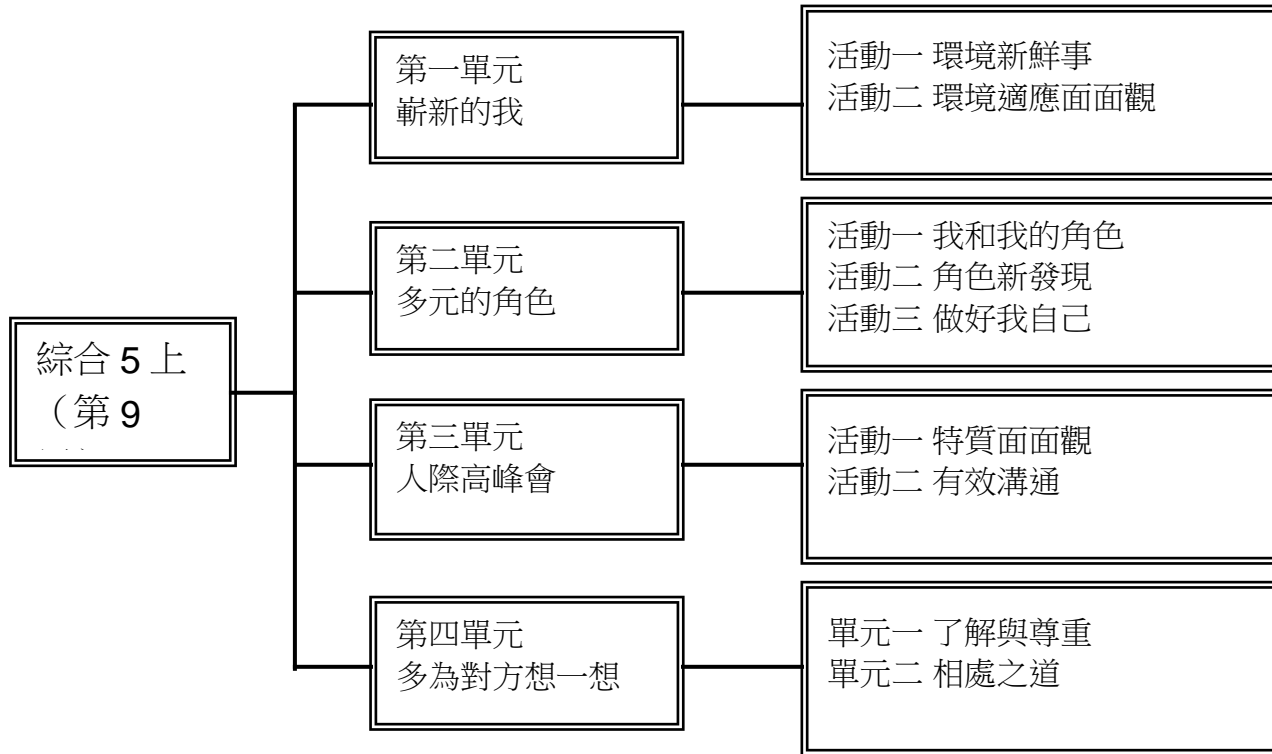 綜合 5 上
（第 9
第一單元
嶄新的我
活動一 環境新鮮事
活動二 環境適應面面觀
第二單元
多元的角色
活動一 我和我的角色
活動二 角色新發現
活動三 做好我自己
第三單元
人際高峰會
活動一 特質面面觀
活動二 有效溝通
第四單元
多為對方想一想
單元一 了解與尊重
單元二 相處之道